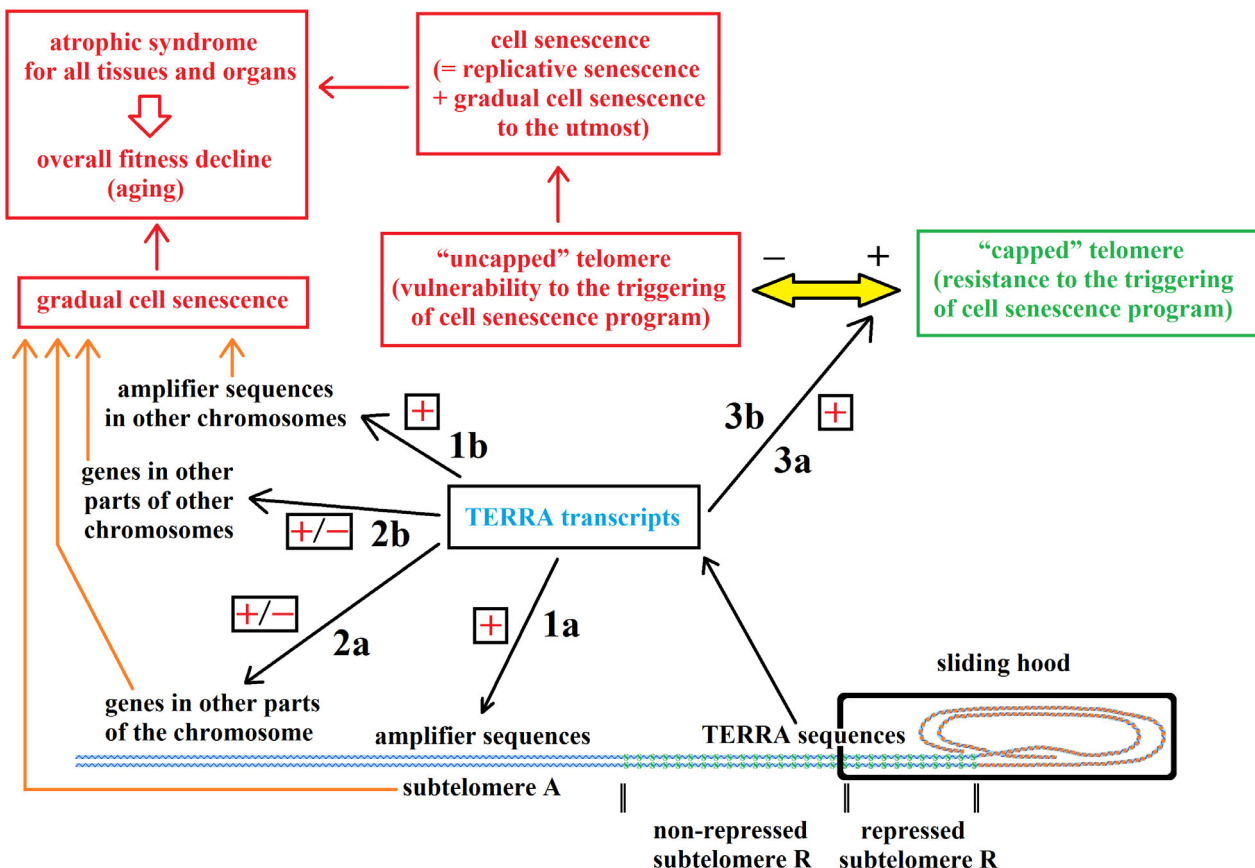 atrophic syndrome
for all tissues and organs
overall fitness decline
(aging)
cell senescence
(= replicative senescence
+ gradual cell senescence
to the utmost)
gradual cell senescence
“uncapped” telomere
(vulnerability to the triggering
of cell senescence program)
– +
“capped” telomere
(resistance to the triggering
of cell senescence program)
amplifier sequences
in other chromosomes
+
1b
3b
+
3a
genes in other
parts of other
chromosomes
+/–
2b
TERRA transcripts
+/–
2a
+
1a
sliding hood
genes in other parts
of the chromosome
amplifier sequences
TERRA sequences
subtelomere A
non-repressed
subtelomere R
repressed
subtelomere R